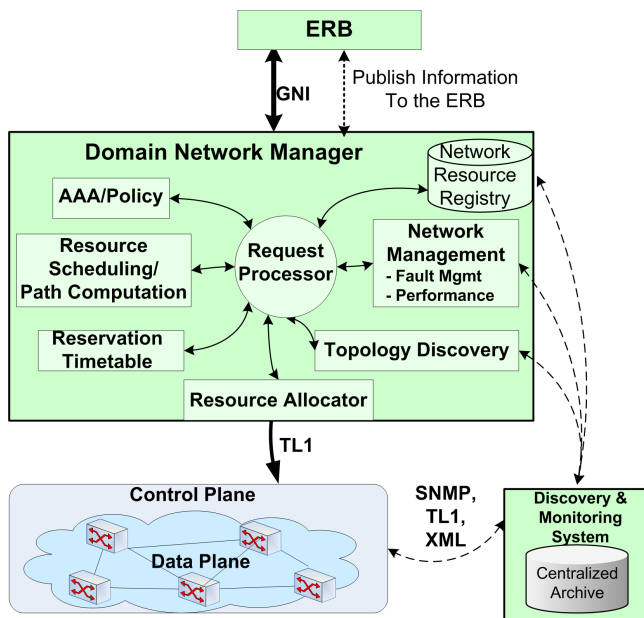 ERB
GNI
Publish Information
To the ERB
Domain Network Manager
Network
Resource
Registry
AAA/Policy
Resource
Scheduling/
Path Computation
Request
Processor
Network
Management
- Fault Mgmt
- Performance
Reservation
Timetable
Topology Discovery
Resource Allocator
TL1
Control Plane
Data Plane
SNMP,
TL1,
XML
Discovery &
Monitoring
System
Centralized
Archive